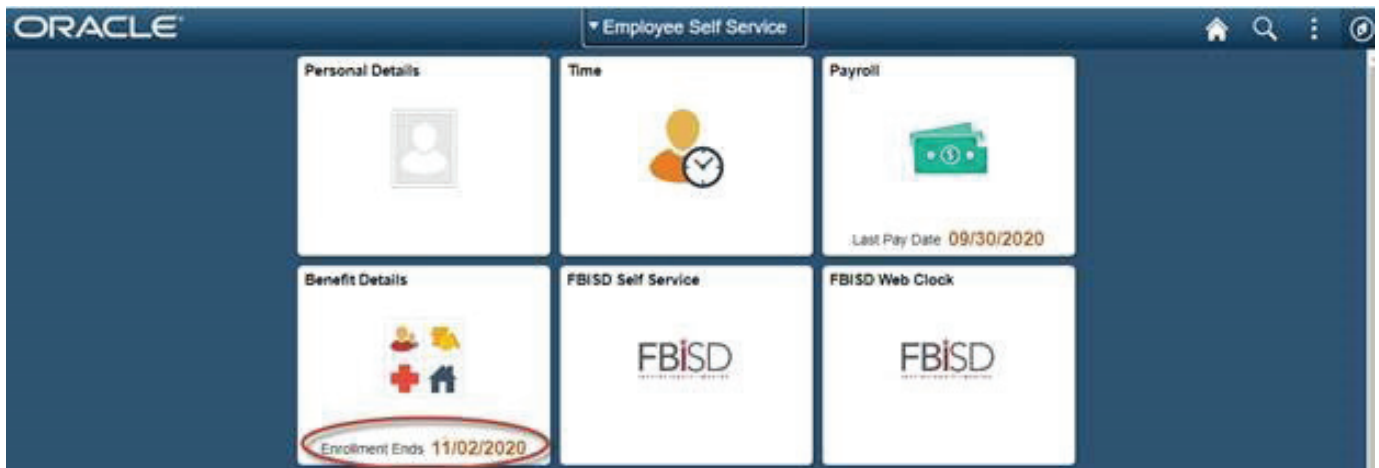 ORACLE
Employee Self Service
Personal Details
Time
Payroll
Last Pay Date 09/30/2020
Benefit Details
FBISD Self Service
FBISD Web Clock
FBiSD
FBiSD
Enrollment Ends 11/02/2020